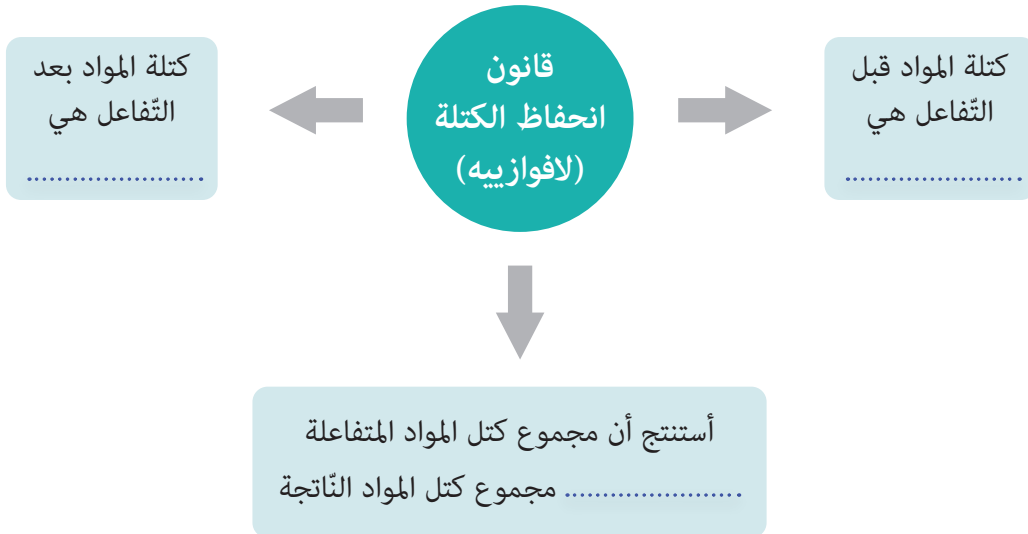 قانون
انحفاظ الكتلة
(لافوازييه)
كتلة المواد قبل
التّفاعل هي
.......................
كتلة المواد بعد
التّفاعل هي
.......................
أستنتج أن مجموع كتل المواد المتفاعلة
....................... مجموع كتل المواد النّاتجة